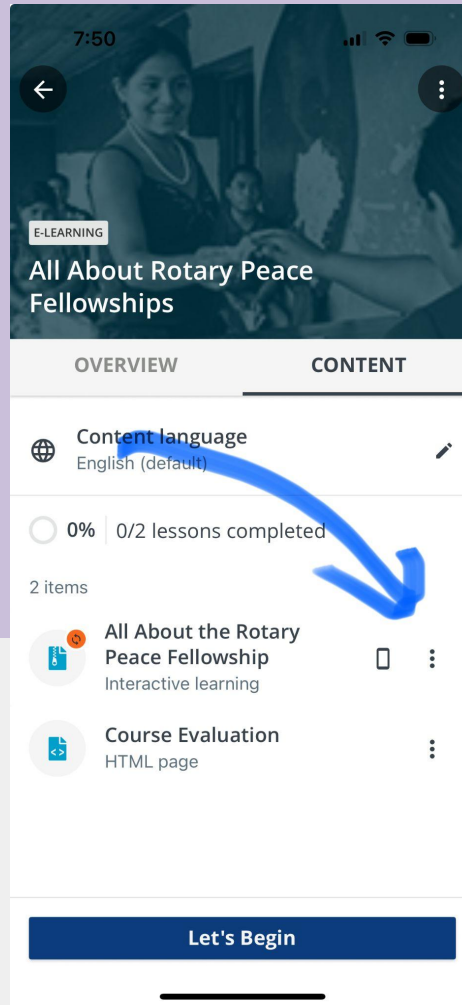 7:50
E-LEARNING
All About Rotary Peace
Fellowships
OVERVIEW
CONTENT
Content language
English (default)
0%
0/2 lessons completed
2 items
All About the Rotary
Peace Fellowship
Interactive learning
Course Evaluation
HTML page
Let's Begin